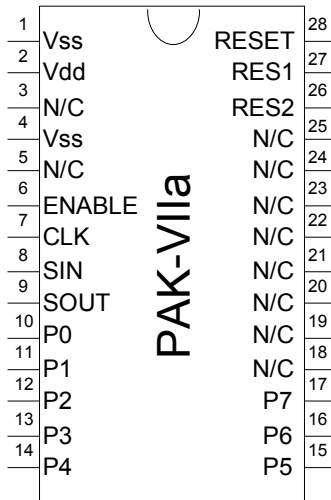 1 Vss RESET 28
2 Vdd RES1 27
3 N/C RES2 26
4 Vss N/C 25
5 N/C N/C 24
6 ENABLE N/C 23
7 CLK N/C 22
8 SIN N/C 21
9 SOUT N/C 20
10 P0 N/C 19
11 P1 N/C 18
12 P2 P7 17
13 P3 P6 16
14 P4 P5 15
PAK-VIIa